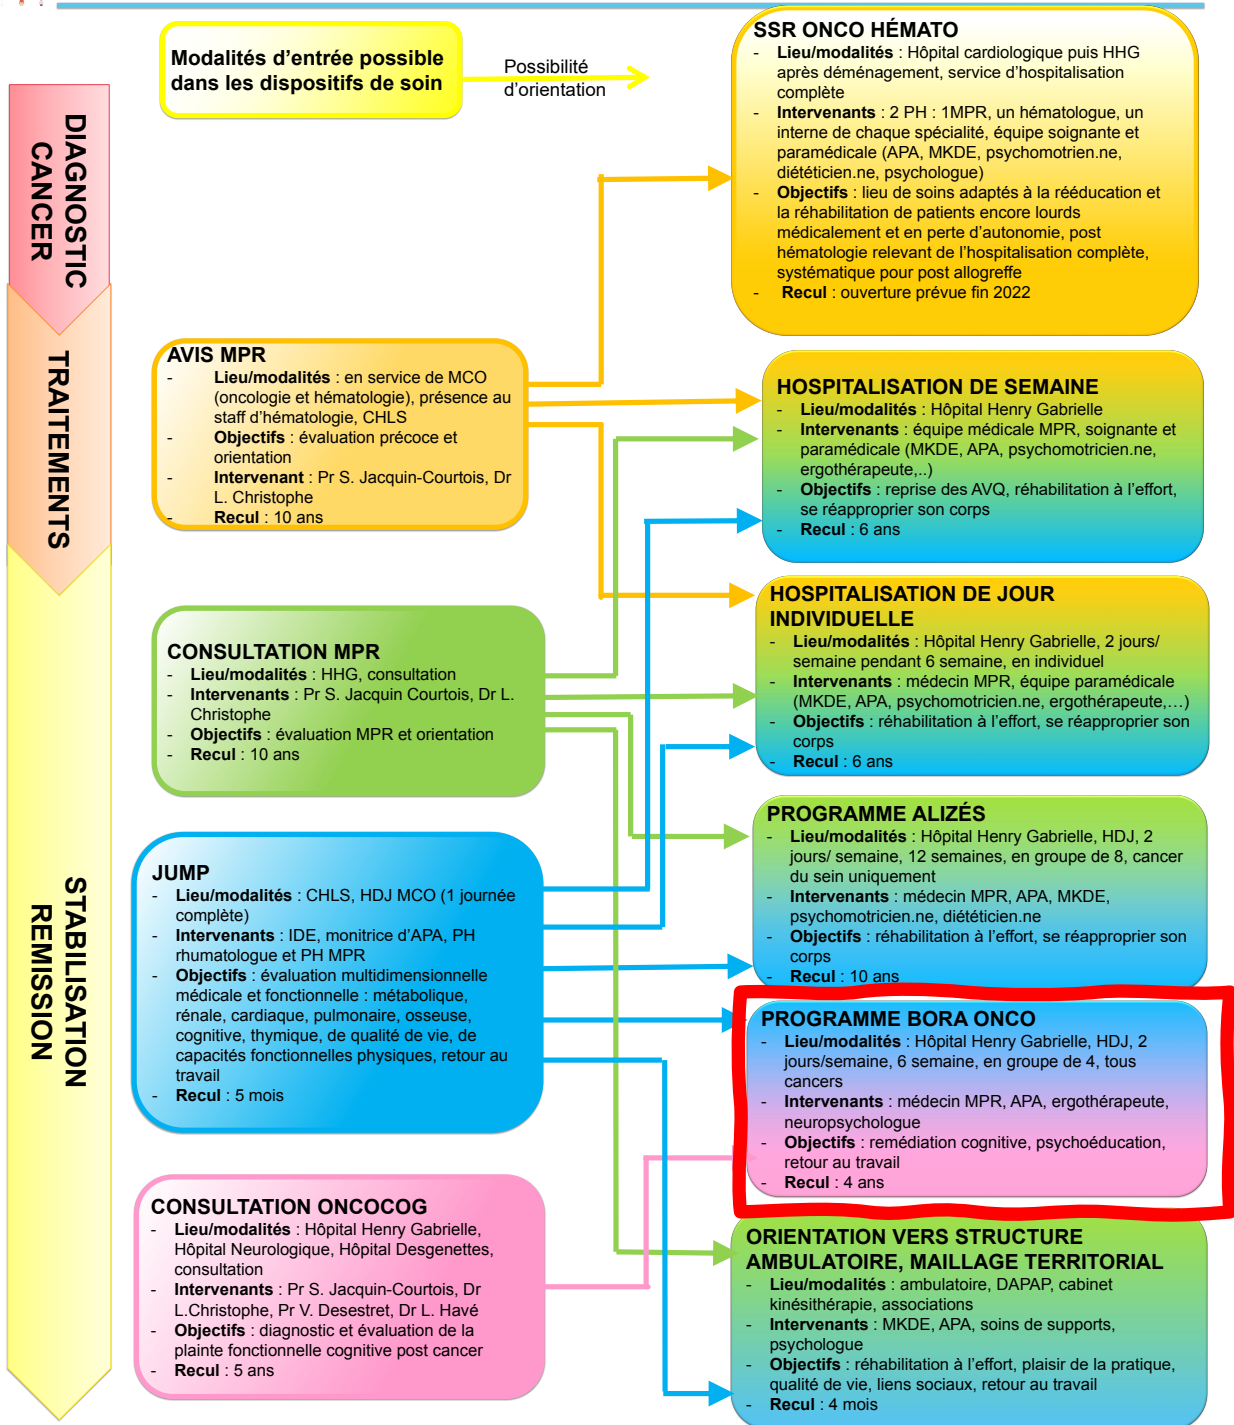 Modalités d'entrée possible
dans les dispositifs de soin
Possibilité
d'orientation
DIAGNOSTIC
CANCER
TRAITEMENTS
STABILISATION
REMISSION
AVIS MPR
- Lieu/modalités : en service de MCO
(oncologie et hématologie), présence au
staff d'hématologie, CHLS
- Objectifs : évaluation précoce et
orientation
- Intervenant : Pr S. Jacquin-Courtois, Dr
L. Christophe
- Recul : 10 ans
CONSULTATION MPR
- Lieu/modalités : HHG, consultation
- Intervenants : Pr S. Jacquin Courtois, Dr L.
Christophe
- Objectifs : évaluation MPR et orientation
- Recul : 10 ans
JUMP
- Lieu/modalités : CHLS, HDJ MCO (1 journée
complète)
- Intervenants : IDE, monitrice d'APA, PH
rhumatologue et PH MPR
- Objectifs : évaluation multidimensionnelle
médicale et fonctionnelle : métabolique,
rénale, cardiaque, pulmonaire, osseuse,
cognitive, thymique, de qualité de vie, de
capacités fonctionnelles physiques, retour au
travail
- Recul : 5 mois
CONSULTATION ONCOCOG
- Lieu/modalités : Hôpital Henry Gabrielle,
Hôpital Neurologique, Hôpital Desgenettes,
consultation
- Intervenants : Pr S. Jacquin-Courtois, Dr
L.Christophe, Pr V. Desestret, Dr L. Havé
- Objectifs : diagnostic et évaluation de la
plainte fonctionnelle cognitive post cancer
- Recul : 5 ans
SSR ONCO HÉMATO
- Lieu/modalités : Hôpital cardiologique puis HHG
après déménagement, service d'hospitalisation
complète
- Intervenants : 2 PH : 1MPR, un hématologue, un
interne de chaque spécialité, équipe soignante et
paramédicale (APA, MKDE, psychomotrien.ne,
diététicien.ne, psychologue)
- Objectifs : lieu de soins adaptés à la rééducation et
la réhabilitation de patients encore lourds
médicalement et en perte d'autonomie, post
hématologie relevant de l'hospitalisation complète,
systématique pour post allogreffe
- Recul : ouverture prévue fin 2022
HOSPITALISATION DE SEMAINE
- Lieu/modalités : Hôpital Henry Gabrielle
- Intervenants : équipe médicale MPR, soignante et
paramédicale (MKDE, APA, psychomotricien.ne,
ergothérapeute,..)
- Objectifs : reprise des AVQ, réhabilitation à l'effort,
se réapproprier son corps
- Recul : 6 ans
HOSPITALISATION DE JOUR
INDIVIDUELLE
- Lieu/modalités : Hôpital Henry Gabrielle, 2 jours/
semaine pendant 6 semaine, en individuel
- Intervenants : médecin MPR, équipe paramédicale
(MKDE, APA, psychomotricien.ne, ergothérapeute,...)
- Objectifs : réhabilitation à l'effort, se réapproprier son
corps
- Recul : 6 ans
PROGRAMME ALIZÉS
- Lieu/modalités : Hôpital Henry Gabrielle, HDJ, 2
jours/ semaine, 12 semaines, en groupe de 8, cancer
du sein uniquement
- Intervenants : médecin MPR, APA, MKDE,
psychomotricien.ne, diététicien.ne
- Objectifs : réhabilitation à l'effort, se réapproprier son
corps
- Recul : 10 ans
PROGRAMME BORA ONCO
- Lieu/modalités : Hôpital Henry Gabrielle, HDJ, 2
jours/semaine, 6 semaine, en groupe de 4, tous
cancers
- Intervenants : médecin MPR, APA, ergothérapeute,
neuropsychologue
- Objectifs : remédiation cognitive, psychoéducation,
retour au travail
- Recul : 4 ans
ORIENTATION VERS STRUCTURE
AMBULATOIRE, MAILLAGE TERRITORIAL
- Lieu/modalités : ambulatoire, DAPAP, cabinet
kinésithérapie, associations
- Intervenants : MKDE, APA, soins de supports,
psychologue
- Objectifs : réhabilitation à l'effort, plaisir de la pratique,
qualité de vie, liens sociaux, retour au travail
- Recul : 4 mois